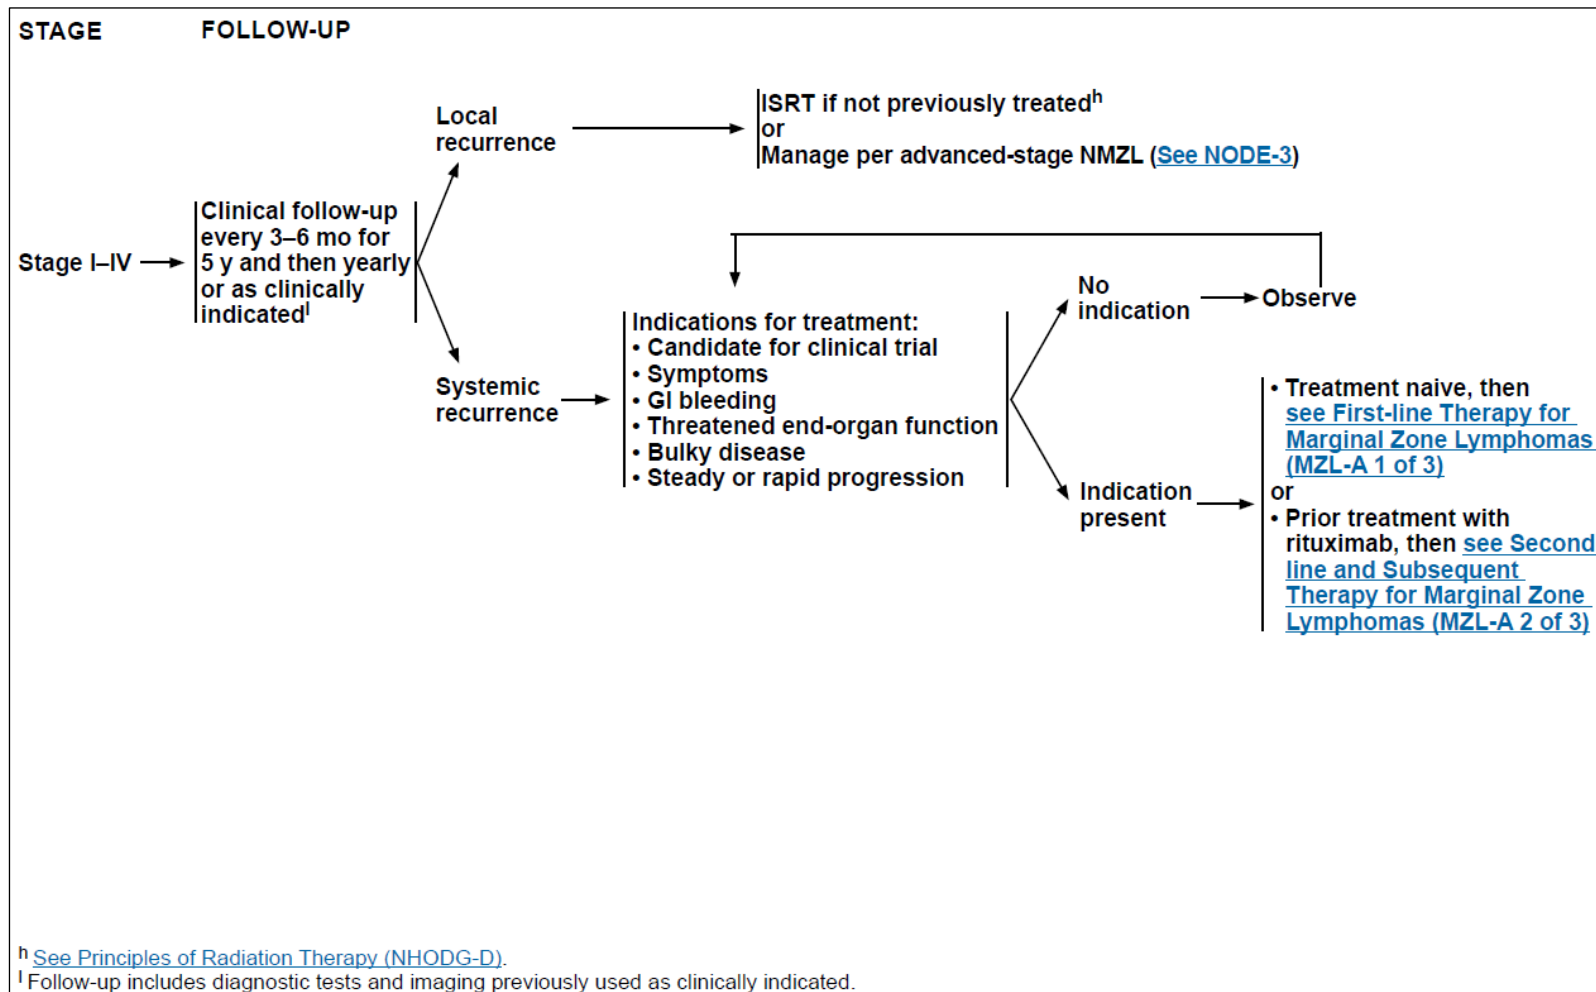 STAGE
FOLLOW-UP
Stage I–IV
Clinical follow-up
every 3–6 mo for
5 y and then yearly
or as clinically
indicatedl
Local
recurrence
ISRT if not previously treatedh
or
Manage per advanced-stage NMZL (See NODE-3)
Systemic
recurrence
Indications for treatment:
• Candidate for clinical trial
• Symptoms
• GI bleeding
• Threatened end-organ function
• Bulky disease
• Steady or rapid progression
No
indication
Observe
Indication
present
• Treatment naive, then
see First-line Therapy for
Marginal Zone Lymphomas
(MZL-A 1 of 3)
or
• Prior treatment with
rituximab, then see Second
line and Subsequent
Therapy for Marginal Zone
Lymphomas (MZL-A 2 of 3)
h See Principles of Radiation Therapy (NHODG-D).
l Follow-up includes diagnostic tests and imaging previously used as clinically indicated.